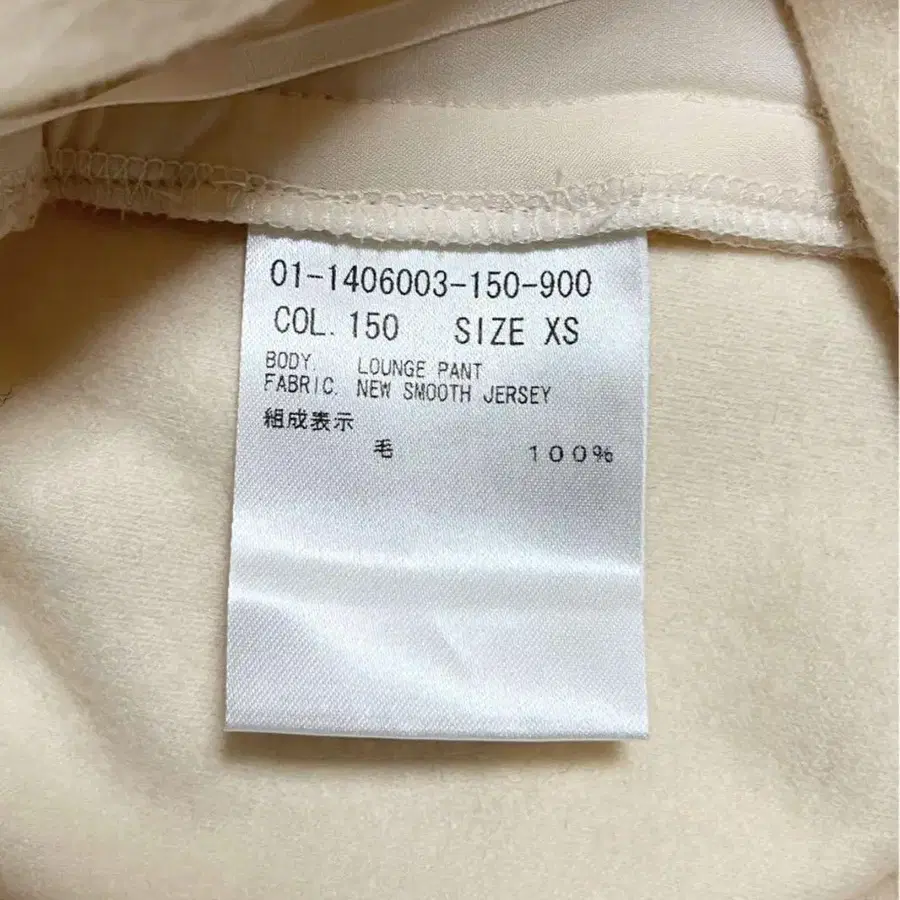 01-1406003-150-900
COL. 150 SIZE XS
BODY. LOUNGE PANT
FABRIC. NEW SMOOTH JERSEY
組成表示
毛 100%